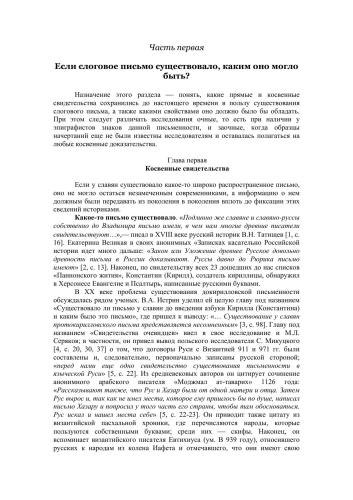 Часть первая
Если слоговое письмо существовало, каким оно могло
быть?
Назначение этого раздела — понять, какие прямые и косвенные
свидетельства сохранились до настоящего времени в пользу существования
слогового письма, а также какими свойствами оно должно было бы обладать.
При этом следует различать исследования очные, то есть при наличии у
эпиграфистов знаков данной письменности, и заочные, когда образцы
начертаний еще не были известны исследователям и оставалась полагаться на
любые косвенные доказательства.
Глава первая
Косвенные свидетельства
Если у славян существовало какое-то широко распространенное письмо,
оно не могло остаться незамеченным современниками, и информация о нем
должным были передавать из поколения в поколения вплоть до фиксации этих
сведений историками.
Какое-то письмо существовало. «Подлинно же славяне и славяно-руссы
собственно до Владимира письмо имели, в чем нам многие древние писатели
свидетельствуют…»,— писал в XVIII веке русский историк В.Н. Татищев [1, с.
16]. Екатерина Великая в своих анонимных «Записках касательно Российской
истории идет много дальше: «Закон или Уложение древнее Русское довольно
древность письма в России доказывают. Руссы давно до Рюрика письмо
имели» [2, с. 13]. Наконец, по свидетельству всех 23 дошедших до нас списков
«Паннонского жития», Константин (Кирилл), создатель кириллицы, обнаружил
в Херсонесе Евангелие и Псалтырь, написанные русскими буквами.
В XX веке проблема существования докирилловской письменности
обсуждалась рядом ученых. В.А. Истрин уделил ей целую главу под названием
«Существовало ли письмо у славян до введения азбуки Кирилла (Константина)
и каким было это письмо», где пришел к выводу: «… Существование у славян
протокирилловского письма представляется несомненным» [3, с. 98]. Глава под
названием «Свидетельства очевидцев» ввел в свое исследование и М.Л.
Серяков; в частности, он привел вывод польского исследователя С. Микуцкого
[4, с. 20, 30, 37] о том, что договоры Руси с Византией 911 и 971 гг. были
составлены и, следовательно, первоначально записаны русской стороной;
«перед нами еще одно свидетельство существования письменности в
языческой Руси» [5, с. 22]. Из средневековых авторов он цитирует сочинение
анонимного арабского писателя «Моджмал ат-таварих» 1126 года:
«Рассказывают также, что Рус и Хазар были от одной матери и отца. Затем
Рус вырос и, так как не имел места, которое ему пришлось бы по душе, написал
письмо Хазару и попросил у того часть его страны, чтобы там обосноваться.
Рус искал и нашел места себе» [5, с. 22-23]. Он приводит также цитату из
византийской пасхальной хроники, где перечисляются народы, которые
пользуются собственными буквами; среди них — скифы. Наконец, он
вспоминает византийского писателя Евтихиуса (ум. В 939 году), относившего
русских к народам из колена Иафета и отмечавшего, что они имеют свою